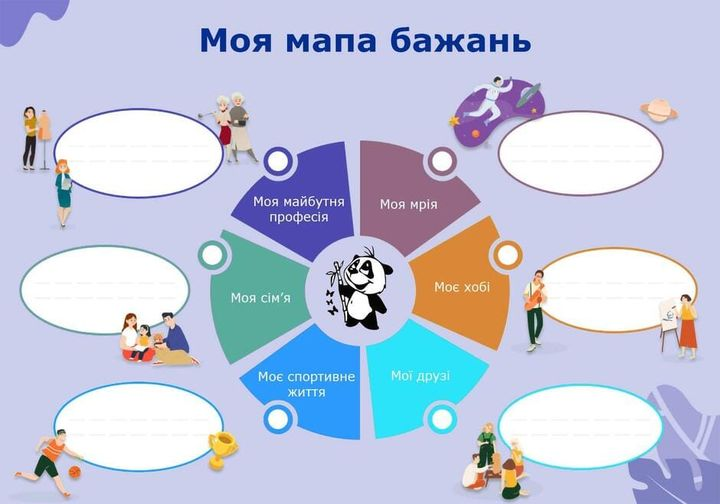 Моя мапа бажань
Моя майбутня
професія
Моя мрія
Моя сім’я
Моє хобі
Моє спортивне
життя
Мої друзі